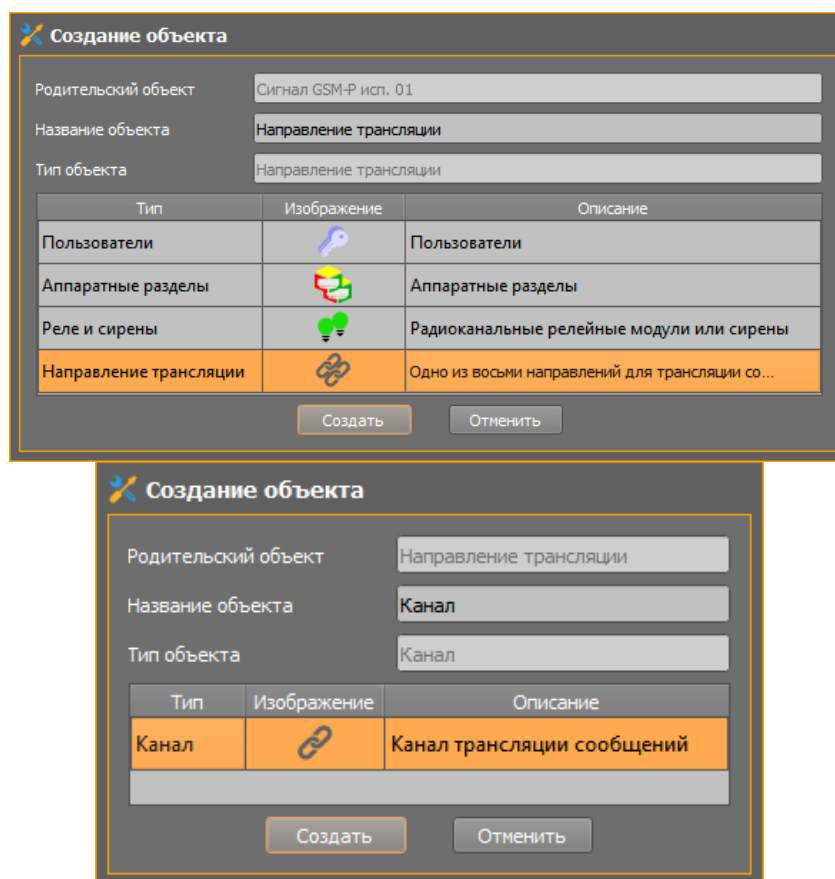 Создание объекта
Родительский объект Сигнал GSM-P исп. 01
Название объекта Направление трансляции
Тип объекта Направление трансляции
Тип Изображение Описание
Пользователи Пользователи
Аппаратные разделы Аппаратные разделы
Реле и сирены Радиоканальные релейные модули или сирены
Направление трансляции Одно из восьми направлений для трансляции со...
Создать Отменить
Создание объекта
Родительский объект Направление трансляции
Название объекта Канал
Тип объекта Канал
Тип Изображение Описание
Канал Канал трансляции сообщений
Создать Отменить